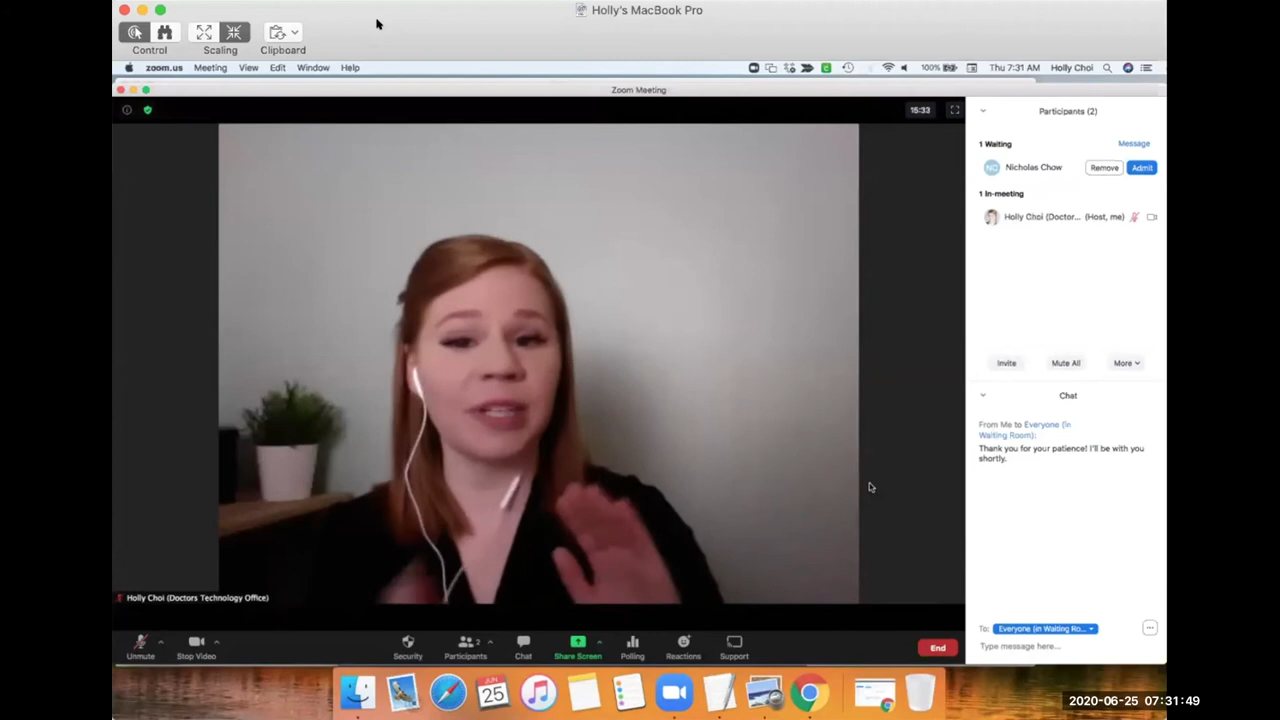 Holly's MacBook Pro
Control
Scaling
Clipboard
zoom.us Meeting View Edit Window Help
100% Thu 7:31 AM Holly Choi
Zoom Meeting
15:33
Participants (2)
1 Waiting
Message
NC Nicholas Chow Remove Admit
1 In-meeting
Holly Choi (Doctor... (Host, me)
Invite Mute All More
Chat
From Me to Everyone (in
Waiting Room):
Thank you for your patience! I'll be with you
shortly.
Holly Choi (Doctors Technology Office)
To: Everyone (in Waiting Ro...
Type message here...
Unmute
Stop Video
Security
Participants 2
Chat
Share Screen
Polling
Reactions
Support
End
JUN
25
2020-06-25 07:31:49